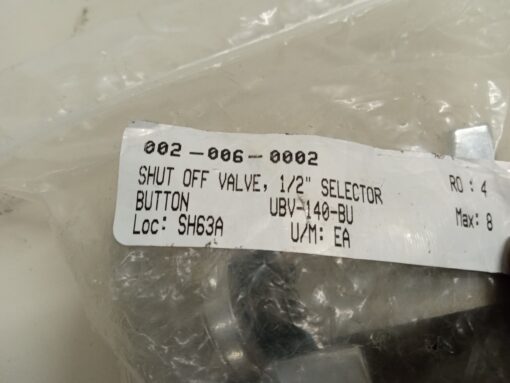 002-006-0002
SHUT OFF VALVE, 1/2" SELECTOR RO : 4
BUTTON UBV-140-BU Max: 8
Loc: SH63A U/M: EA